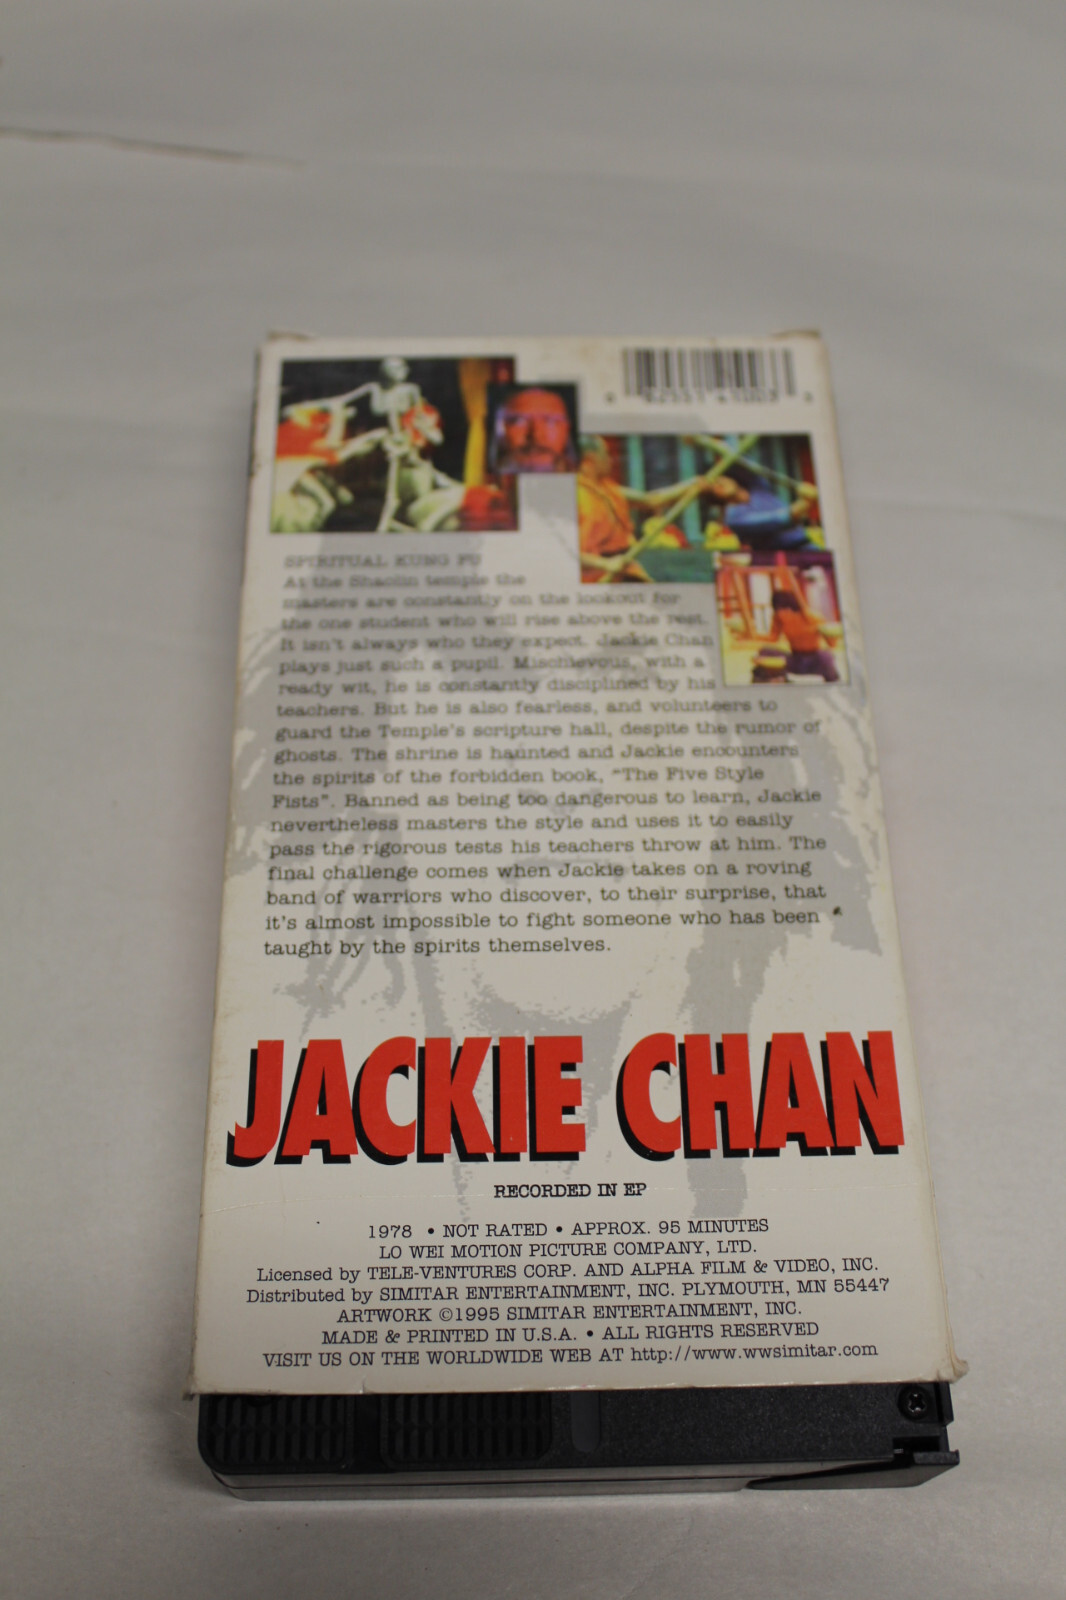 SPIRITUAL KUNG FU
At the Shaolin temple the
masters are constantly on the lookout for
the one student who will rise above the rest.
It isn't always who they expect. Jackie Chan
plays just such a pupil. Mischievous, with a
ready wit, he is constantly disciplined by his
teachers. But he is also fearless, and volunteers to
guard the Temple's scripture hall, despite the rumor of
ghosts. The shrine is haunted and Jackie encounters
the spirits of the forbidden book, "The Five Style
Fists". Banned as being too dangerous to learn, Jackie
nevertheless masters the style and uses it to easily
pass the rigorous tests his teachers throw at him. The
final challenge comes when Jackie takes on a roving
band of warriors who discover, to their surprise, that
it's almost impossible to fight someone who has been
taught by the spirits themselves.
JACKIE CHAN
RECORDED IN EP
1978 • NOT RATED • APPROX. 95 MINUTES
LO WEI MOTION PICTURE COMPANY, LTD.
Licensed by TELE-VENTURES CORP. AND ALPHA FILM & VIDEO, INC.
Distributed by SIMITAR ENTERTAINMENT, INC. PLYMOUTH, MN 55447
ARTWORK ©1995 SIMITAR ENTERTAINMENT, INC.
MADE & PRINTED IN U.S.A. • ALL RIGHTS RESERVED
VISIT US ON THE WORLDWIDE WEB AT http://www.wwsimitar.com